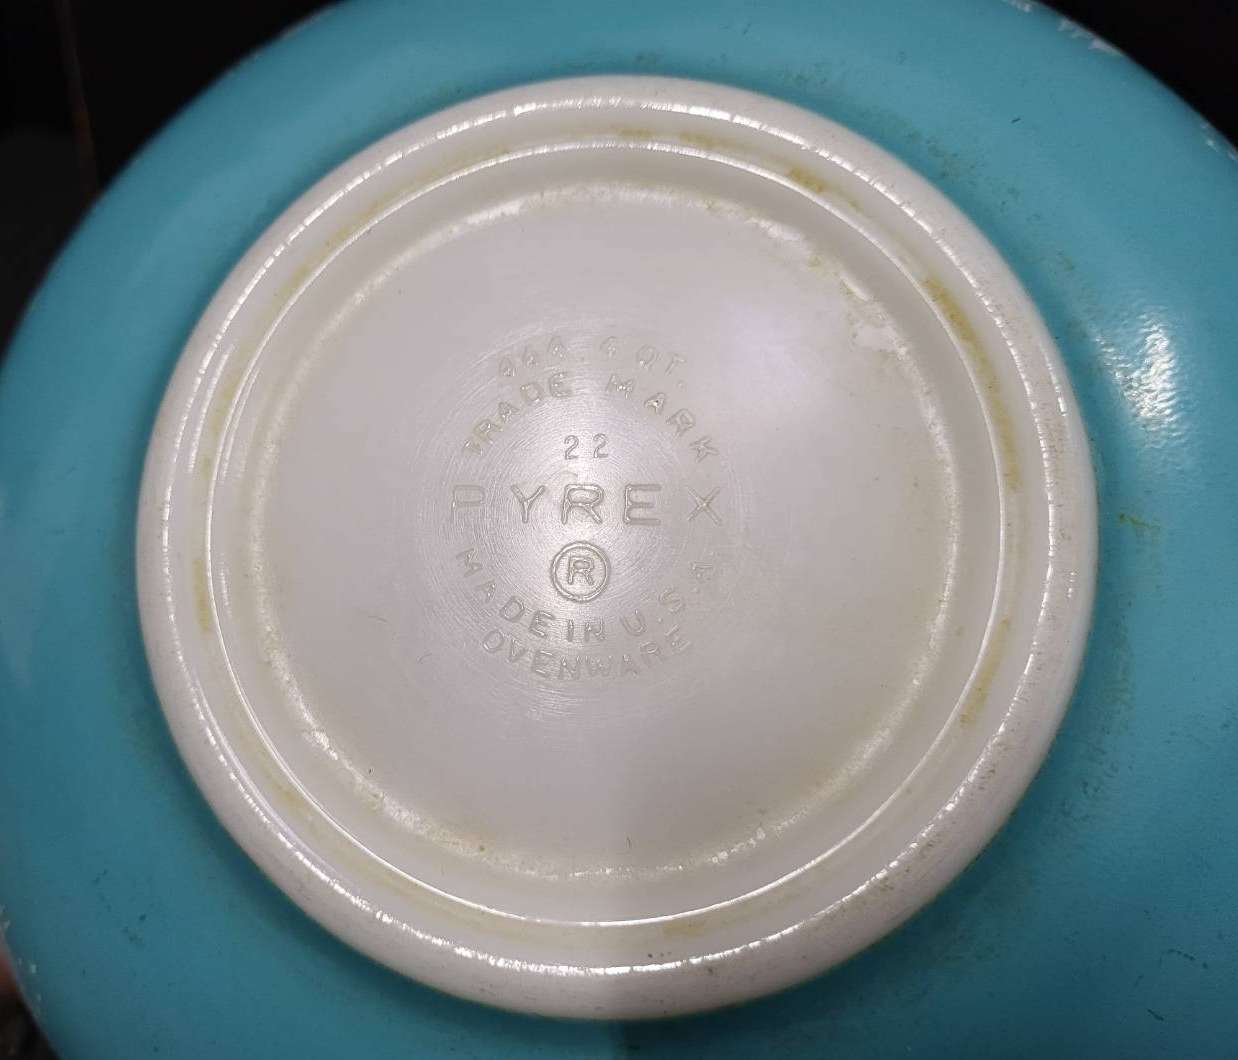 444 4 QT.
TRADE MARK
22
PYREX
®
MADE IN U.S.A
OVENWARE